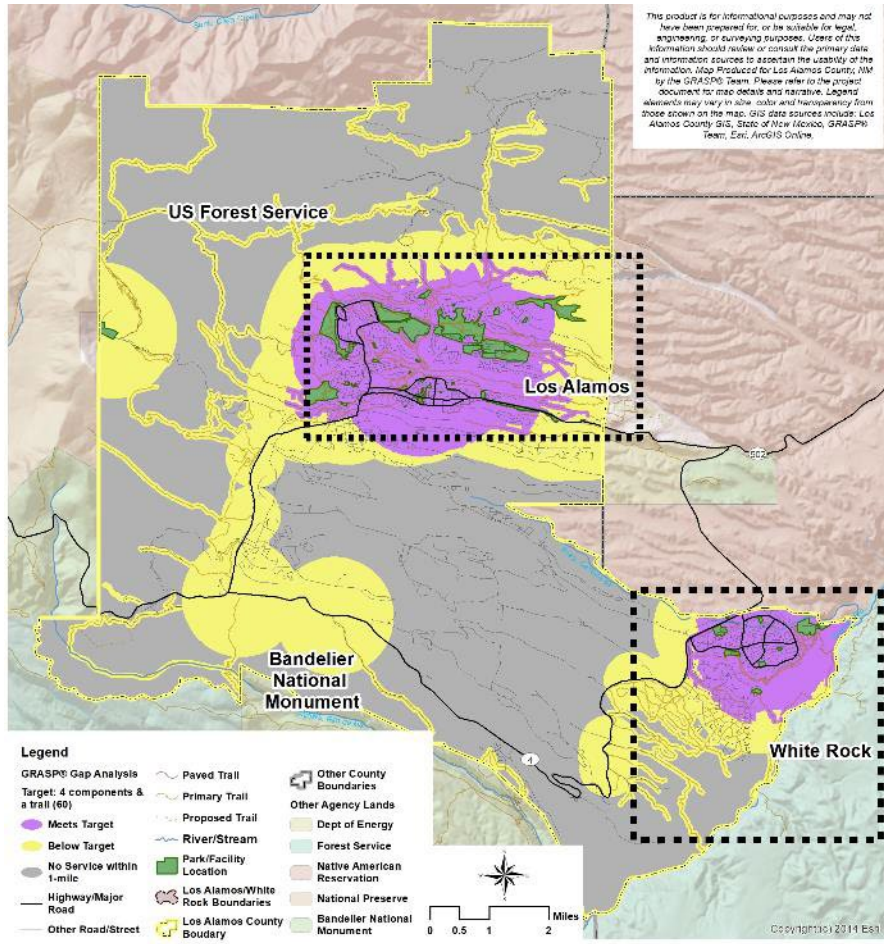 This product is for informational purposes and may not
have been prepared for, or be suitable for legal,
engineering, or surveying purposes. Users of this
information should review or consult the primary data
and information sources to ascertain the usability of the
information. Map Produced for Los Alamos County, NM
by the GRASP® Team. Please refer to the project
document for map details and narrative. Legend
elements may vary in size, color and transparency from
those shown on the map. GIS data sources include: Los
Alamos County GIS, State of New Mexico, GRASP®
Team, Esri, ArcGIS Online.
US Forest Service
Los Alamos
502
Bandelier
National
Monument
4
White Rock
Legend
GRASP® Gap Analysis
Target: 4 components &
a trail (60)
Meets Target
Below Target
No Service within
1-mile
Highway/Major
Road
Other Road/Street
Paved Trail
Primary Trail
Proposed Trail
River/Stream
Park/Facility
Location
Los Alamos/White
Rock Boundaries
Los Alamos County
Boudary
Other County
Boundaries
Other Agency Lands
Dept of Energy
Forest Service
Native American
Reservation
National Preserve
Bandelier National
Monument
0 0.5 1 2 Miles
Copyright:(c) 2014 Esri